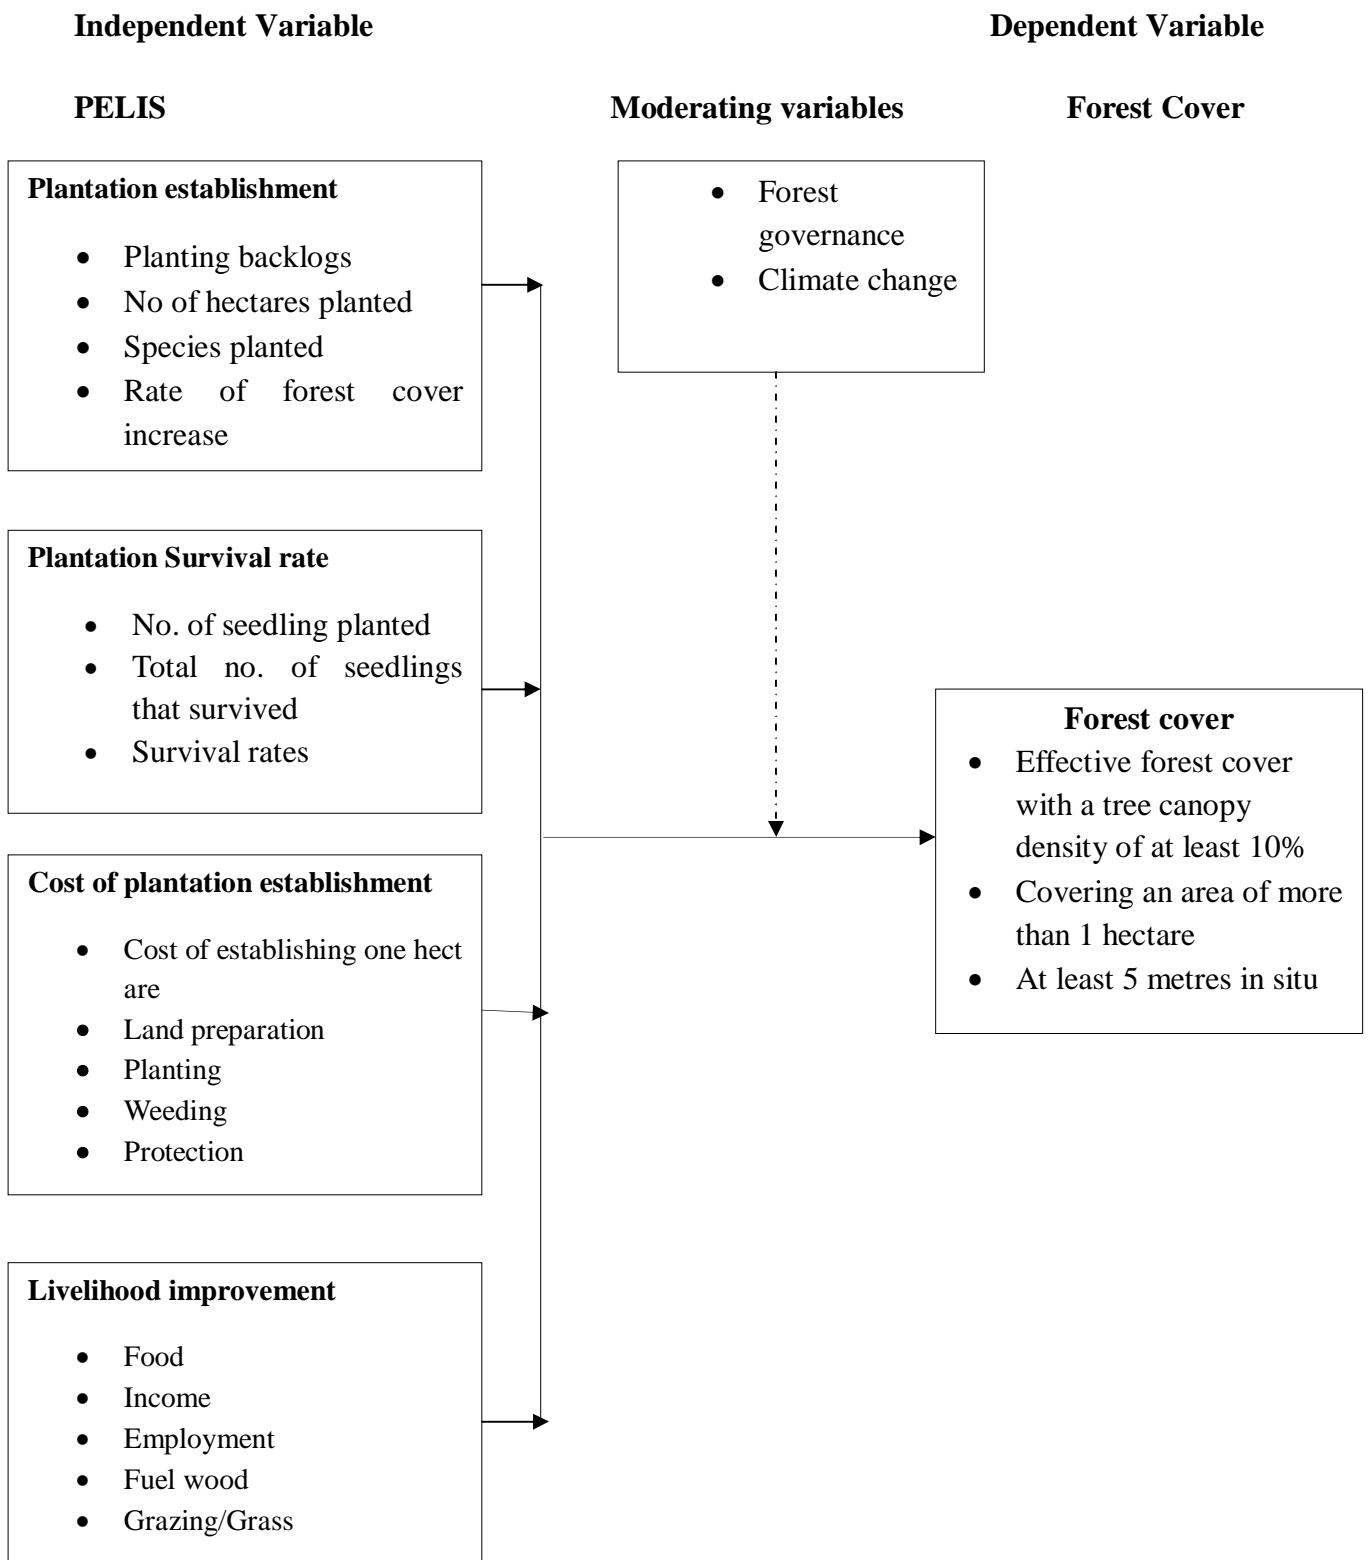 Independent Variable
Dependent Variable
PELIS
Moderating variables
Forest Cover
Plantation establishment
• Planting backlogs
• No of hectares planted
• Species planted
• Rate of forest cover
increase
• Forest
governance
• Climate change
Plantation Survival rate
• No. of seedling planted
• Total no. of seedlings
that survived
• Survival rates
Cost of plantation establishment
• Cost of establishing one hect
are
• Land preparation
• Planting
• Weeding
• Protection
Livelihood improvement
• Food
• Income
• Employment
• Fuel wood
• Grazing/Grass
Forest cover
• Effective forest cover
with a tree canopy
density of at least 10%
• Covering an area of more
than 1 hectare
• At least 5 metres in situ